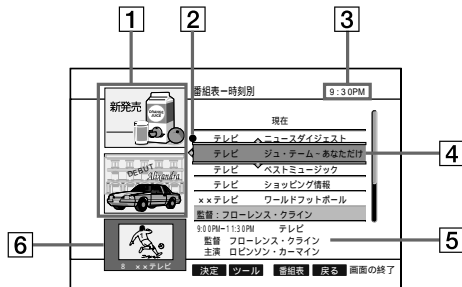 1
2
3
番組表ー時刻別
9:30PM
新発売
ORANGE JUICE
現在
テレビ ニュースダイジェスト
テレビ ジュ・テーム~あなただけ
4
テレビ ベストミュージック
DEBUT
Alixandra
テレビ ショッピング情報
××テレビ ワールドフットボール
監督:フローレンス・クライン
9:00PM-11:30PM テレビ
監督 フローレンス・クライン
5
主演 ロビンソン・カーマイン
6
8 ××テレビ
決定 ツール 番組表 戻る 画面の終了